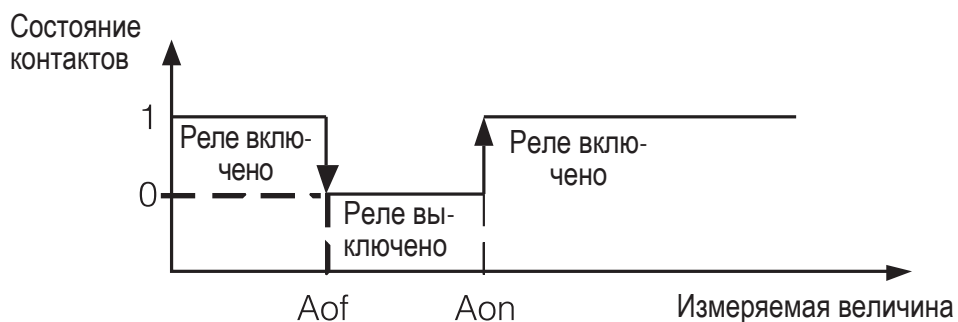 Состояние
контактов
1
Реле вклю-
чено
Реле вклю-
чено
0
Реле вы-
ключено
Aof
Aon
Измеряемая величина